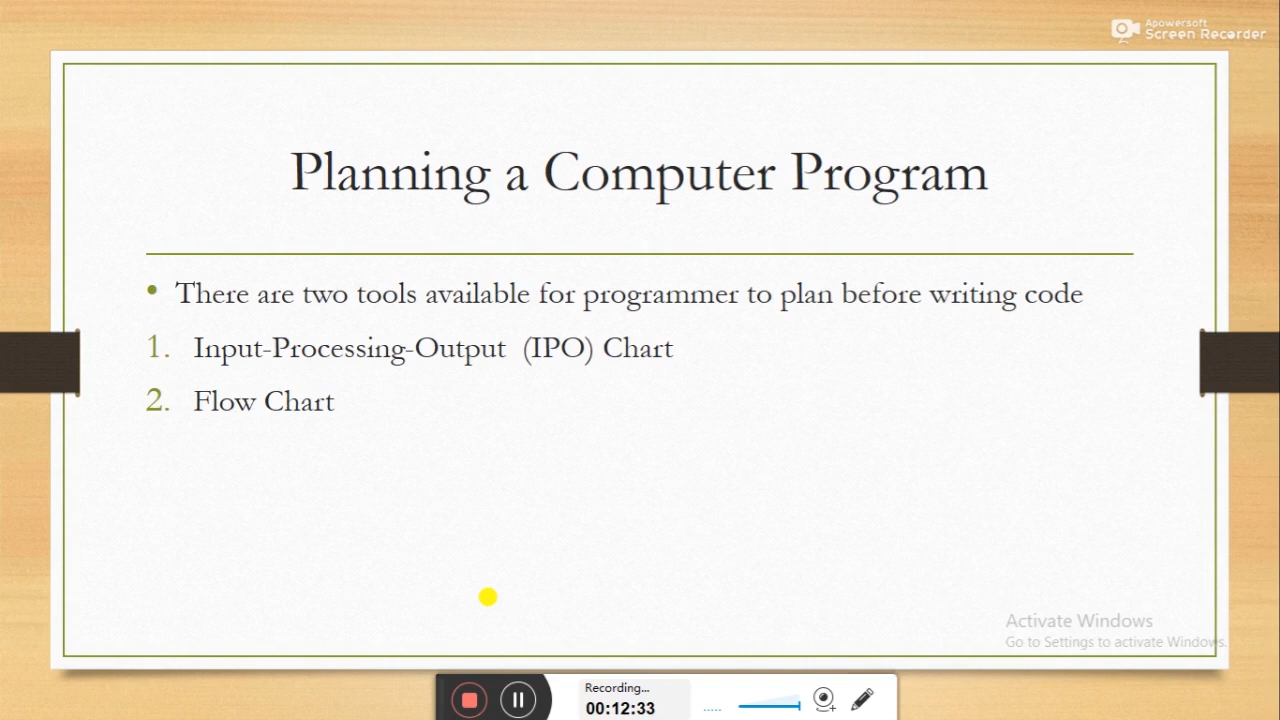 Apowersoft
Screen Recorder
Planning a Computer Program
• There are two tools available for programmer to plan before writing code
1. Input-Processing-Output (IPO) Chart
2. Flow Chart
Activate Windows
Go to Settings to activate Windows.
Recording...
00:12:33